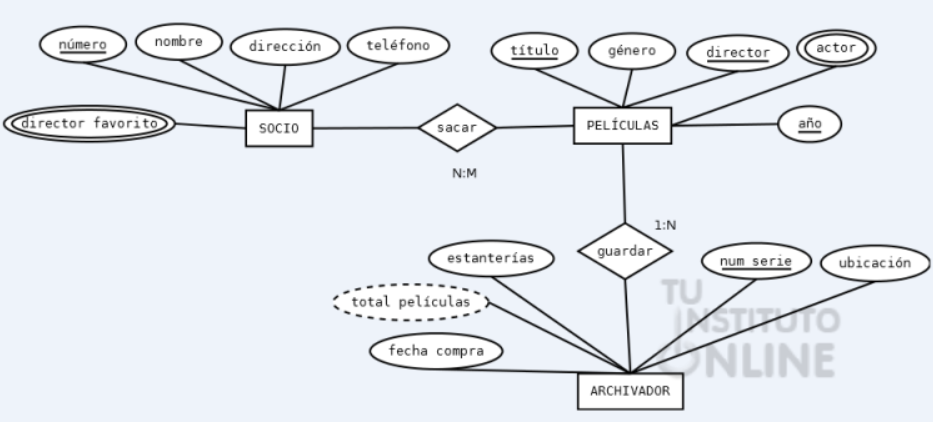 número
nombre
dirección
teléfono
título
género
director
actor
director favorito
SOCIO
sacar
PELÍCULAS
año
N:M
1:N
guardar
estanterías
num serie
ubicación
total películas
fecha compra
TU
INSTITUTO
ONLINE
ARCHIVADOR